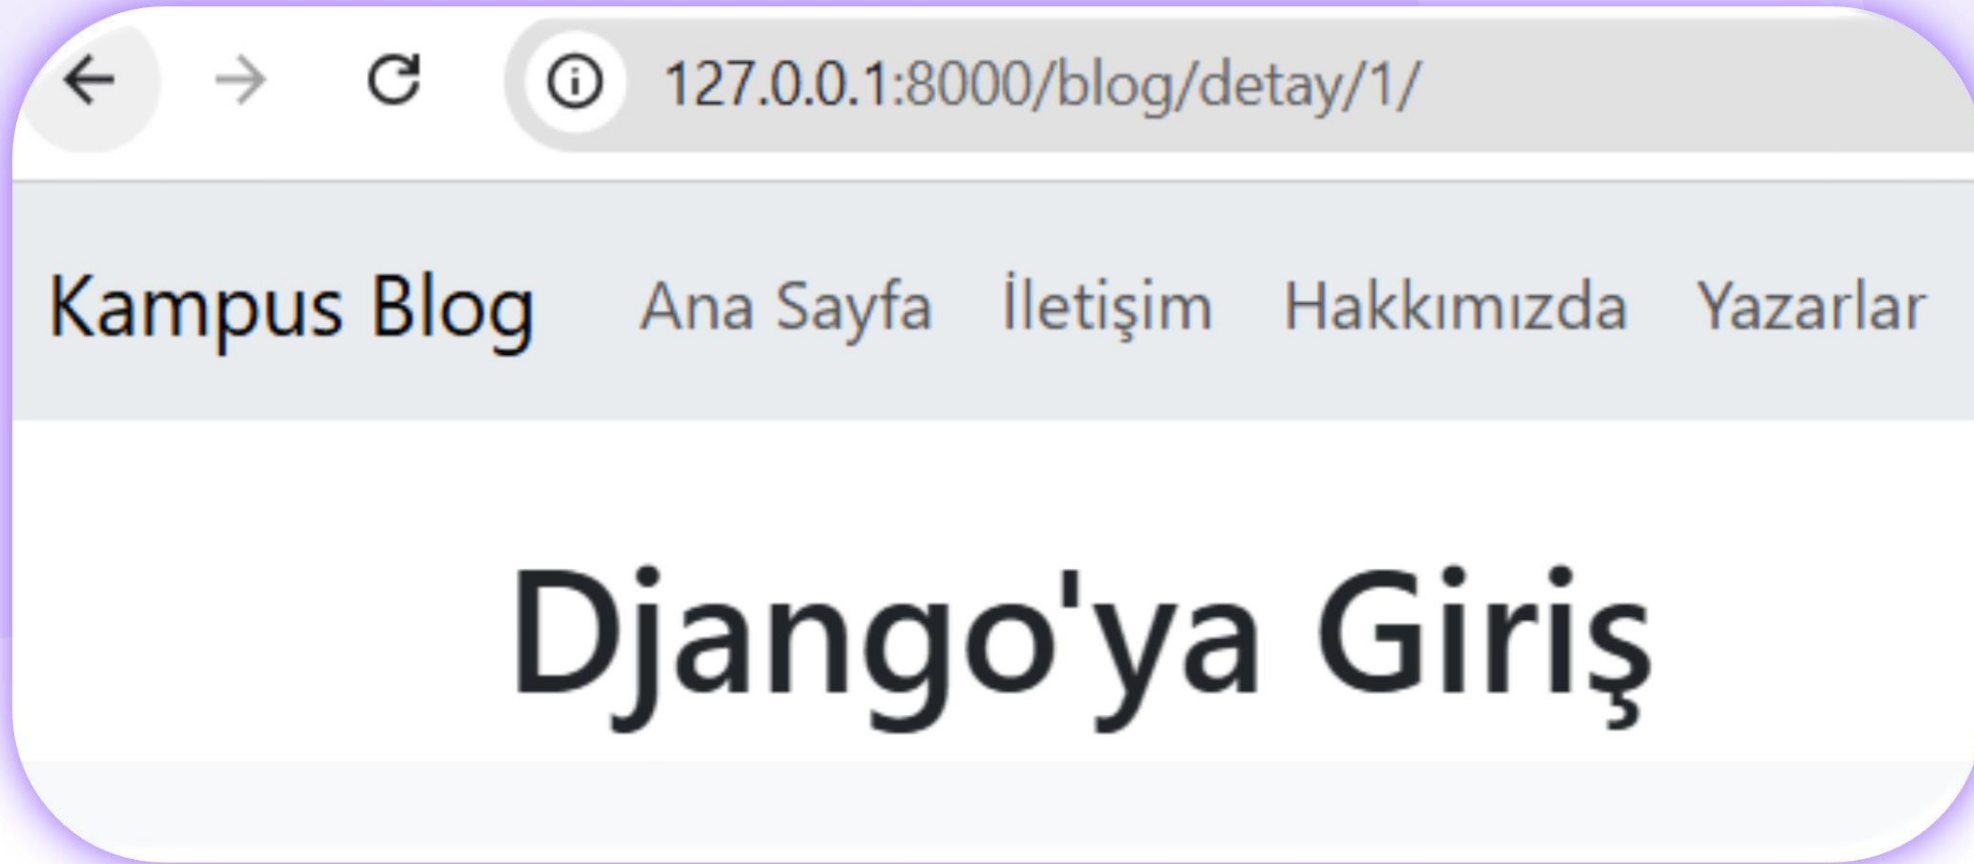 127.0.0.1:8000/blog/detay/1/
Kampus Blog Ana Sayfa İletişim Hakkımızda Yazarlar
Django'ya Giriş